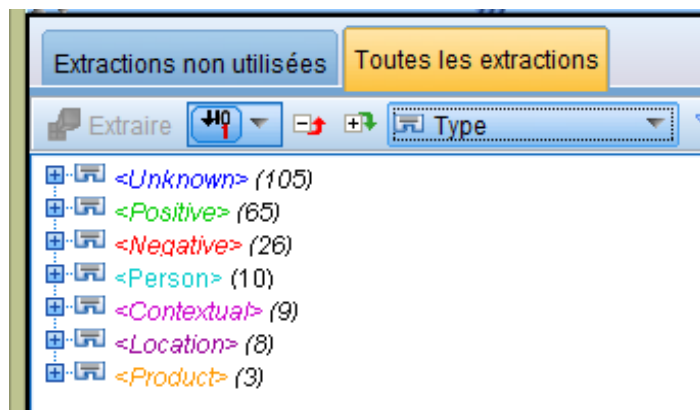 Extractions non utilisées Toutes les extractions
Extraire Type
<Unknown> (105)
<Positive> (65)
<Negative> (26)
<Person> (10)
<Contextual> (9)
<Location> (8)
<Product> (3)